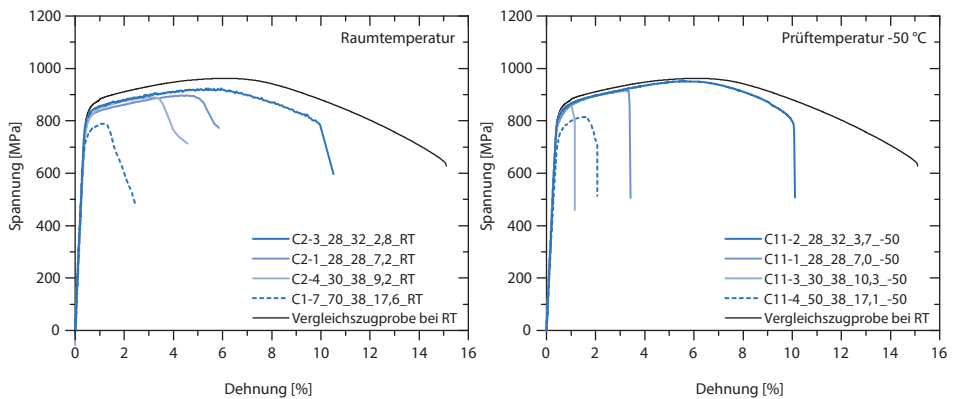 1200
1000
800
600
400
200
0
Spannung [MPa]
Raumtemperatur
C2-3_28_32_2,8_RT
C2-1_28_28_7,2_RT
C2-4_30_38_9,2_RT
C1-7_70_38_17,6_RT
Vergleichszugprobe bei RT
0 2 4 6 8 10 12 14 16
Dehnung [%]
1200
1000
800
600
400
200
0
Spannung [MPa]
Prüftemperatur -50 °C
C11-2_28_32_3,7_-50
C11-1_28_28_7,0_-50
C11-3_30_38_10,3_-50
C11-4_50_38_17,1_-50
Vergleichszugprobe bei RT
0 2 4 6 8 10 12 14 16
Dehnung [%]